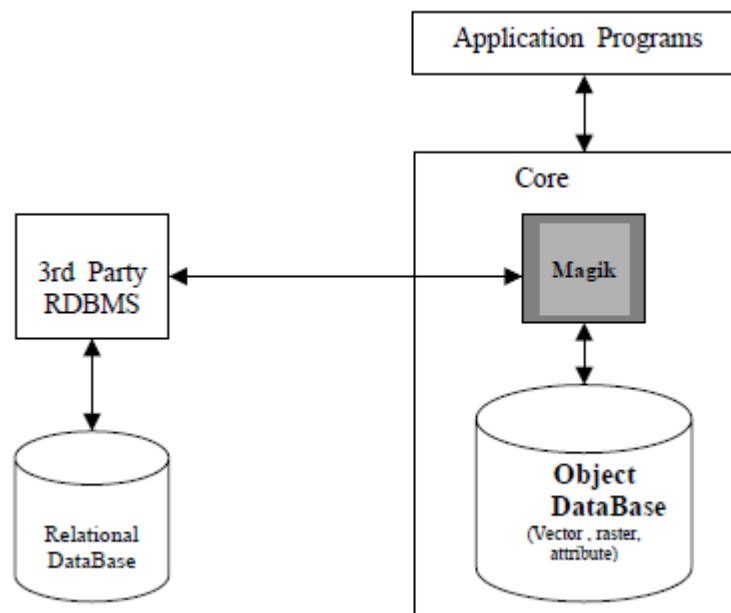 Application Programs
Core
3rd Party
RDBMS
Magik
Relational
DataBase
Object
DataBase
(Vector , raster,
attribute)